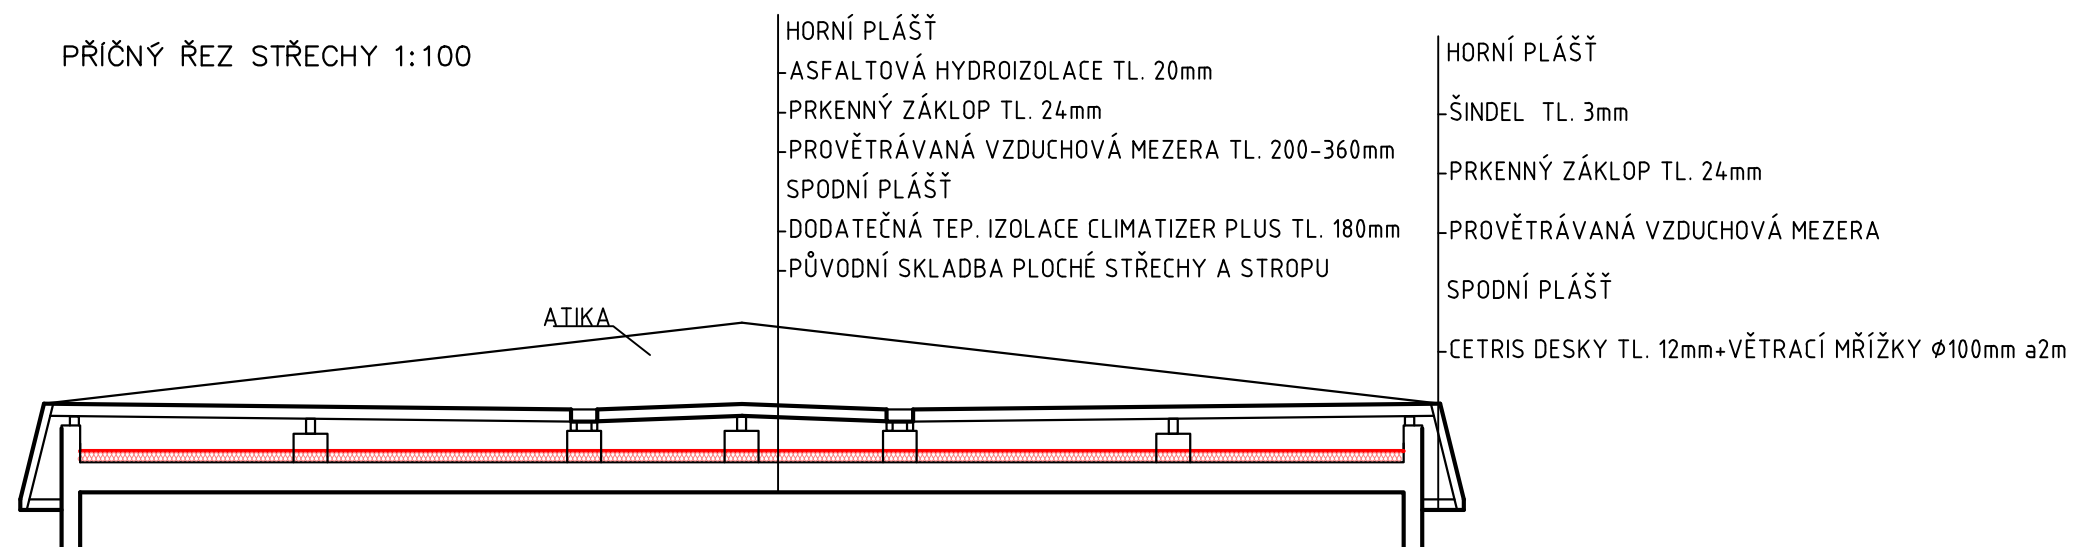 PŘÍČNÝ ŘEZ STŘECHY 1:100
HORNÍ PLÁŠŤ
ASFALTOVÁ HYDROIZOLACE TL. 20mm
PRKENNÝ ZÁKLOP TL. 24mm
PROVĚTRÁVANÁ VZDUCHOVÁ MEZERA TL. 200-360mm
SPODNÍ PLÁŠŤ
DODATEČNÁ TEP. IZOLACE CLIMATIZER PLUS TL. 180mm
PŮVODNÍ SKLADBA PLOCHÉ STŘECHY A STROPU
HORNÍ PLÁŠŤ
ŠINDEL TL. 3mm
PRKENNÝ ZÁKLOP TL. 24mm
PROVĚTRÁVANÁ VZDUCHOVÁ MEZERA
SPODNÍ PLÁŠŤ
CETRIS DESKY TL. 12mm+VĚTRACÍ MŘÍŽKY ϕ100mm a2m
ATIKA